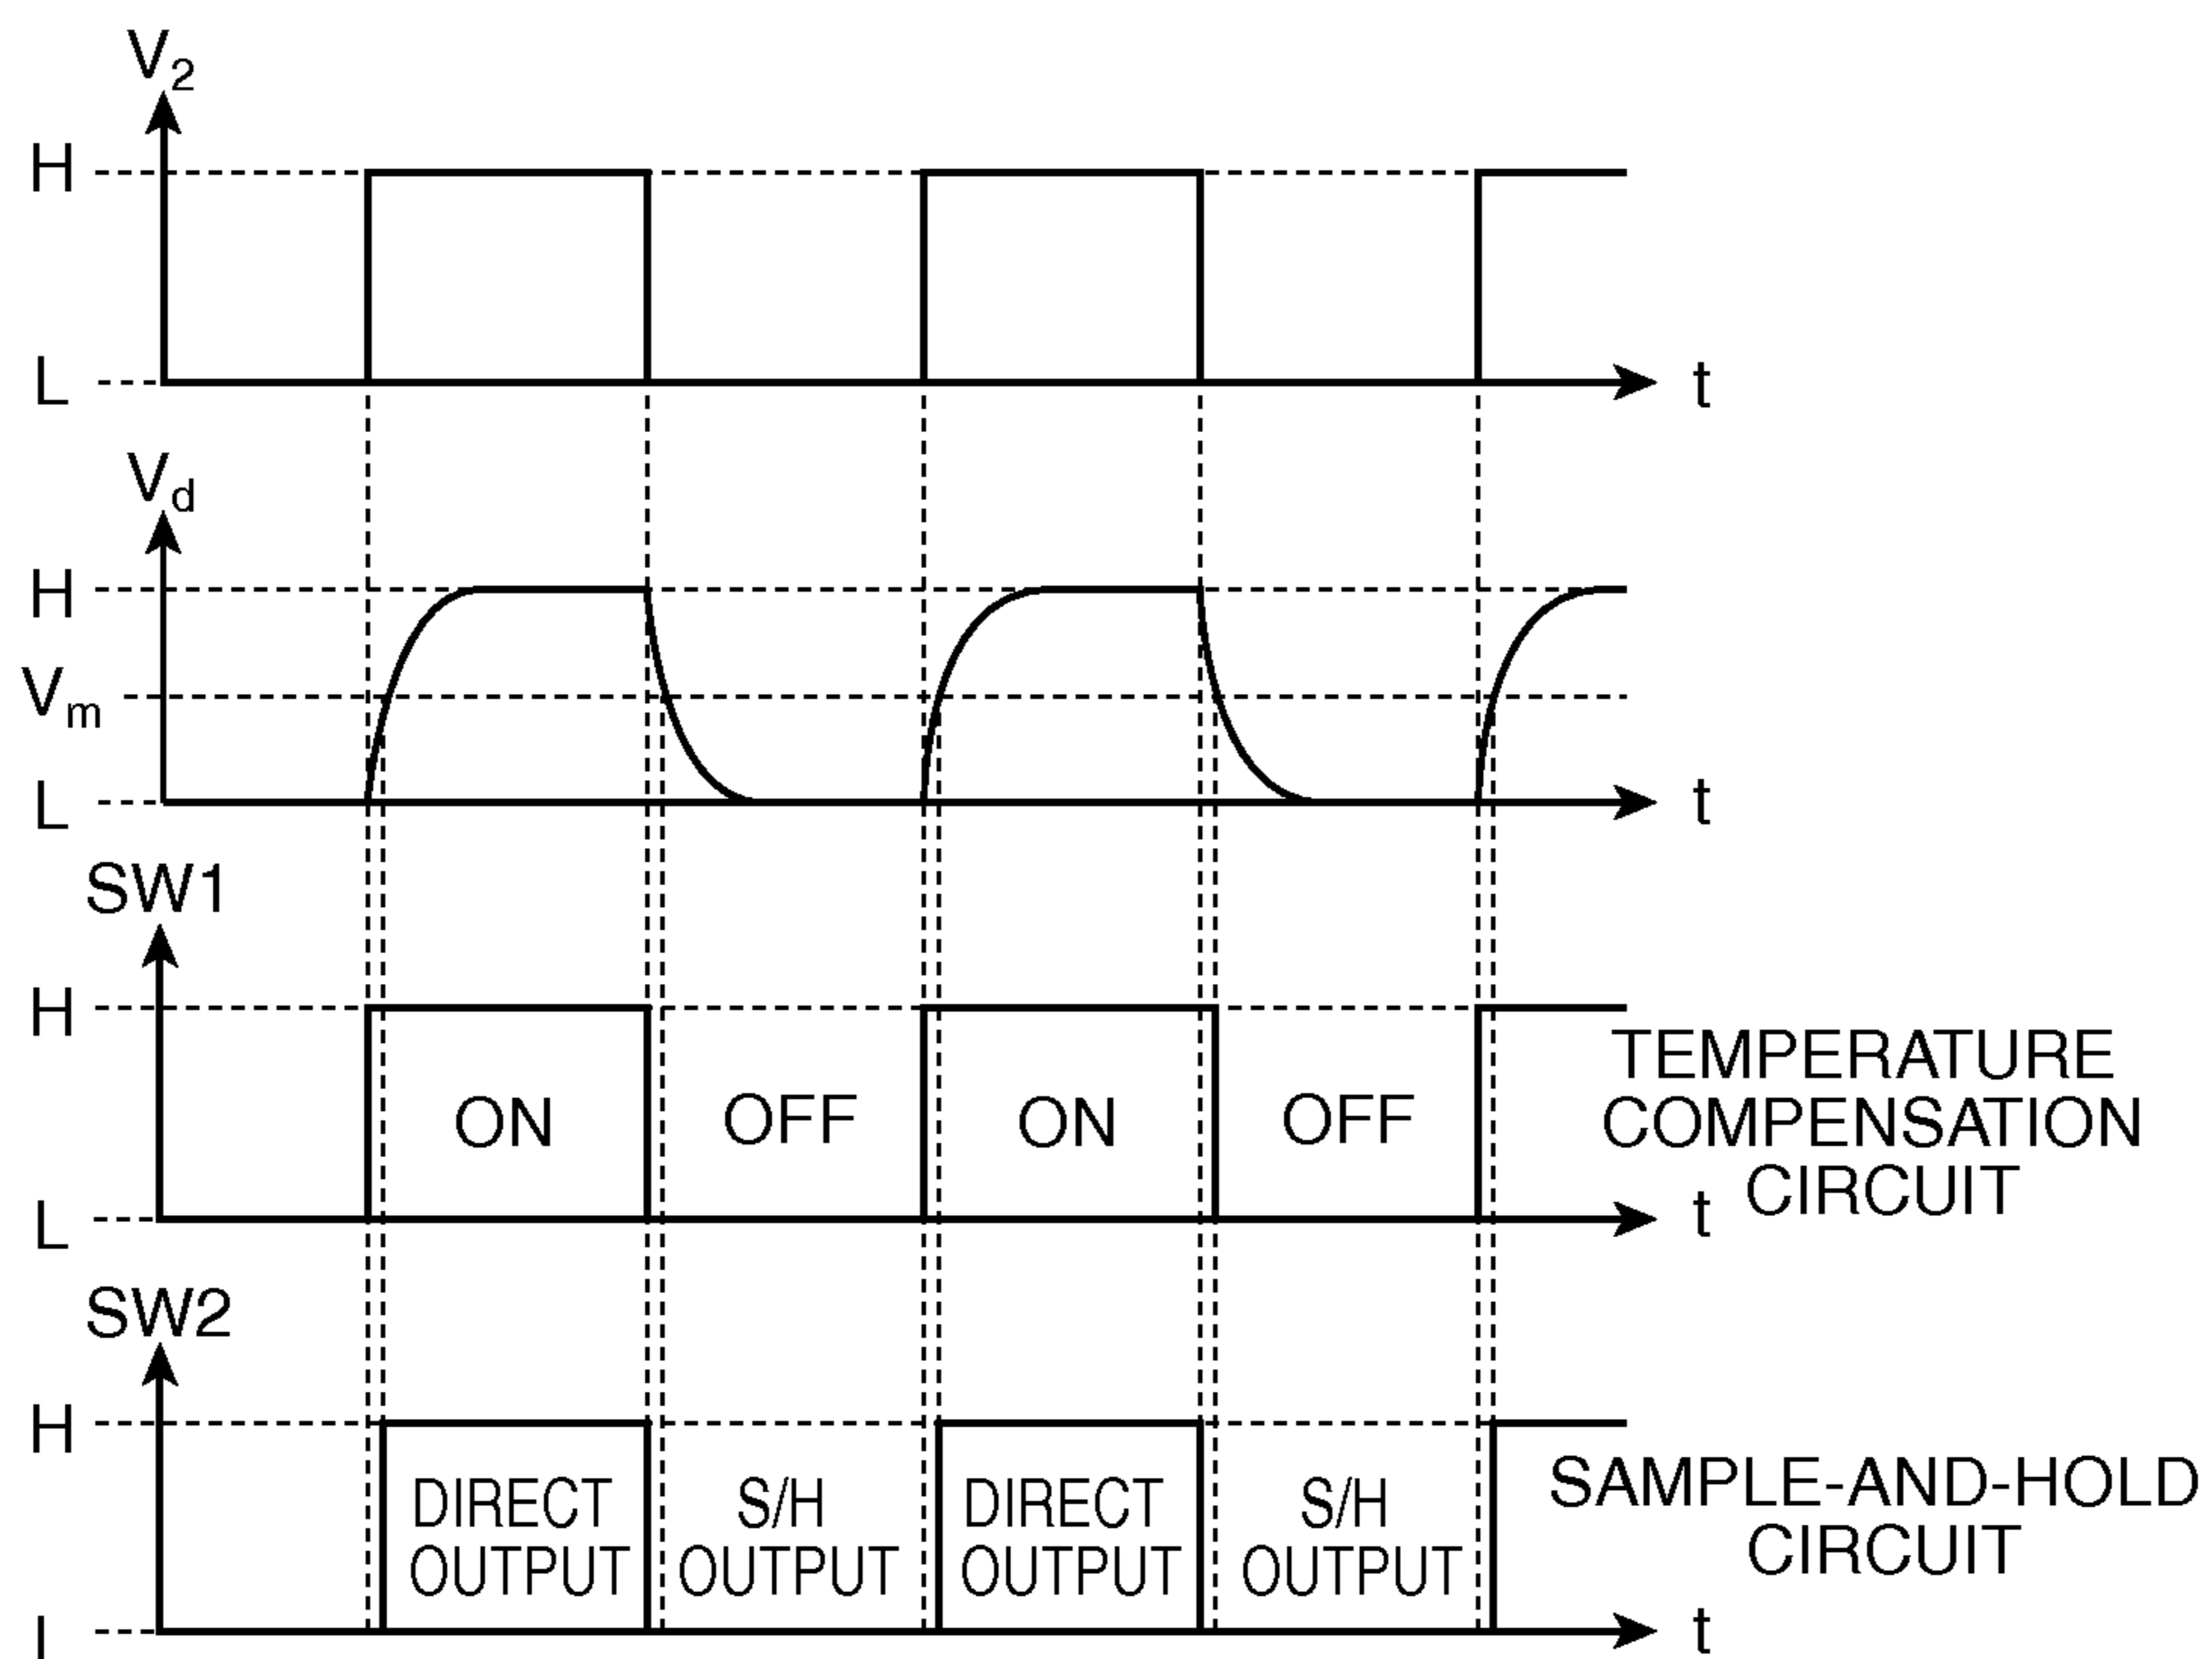 V2
H
L
t
Vd
H
Vm
L
t
SW1
H
ON
OFF
ON
OFF
TEMPERATURE
COMPENSATION
CIRCUIT
L
t
SW2
H
DIRECT
OUTPUT
S/H
OUTPUT
DIRECT
OUTPUT
S/H
OUTPUT
SAMPLE-AND-HOLD
CIRCUIT
t